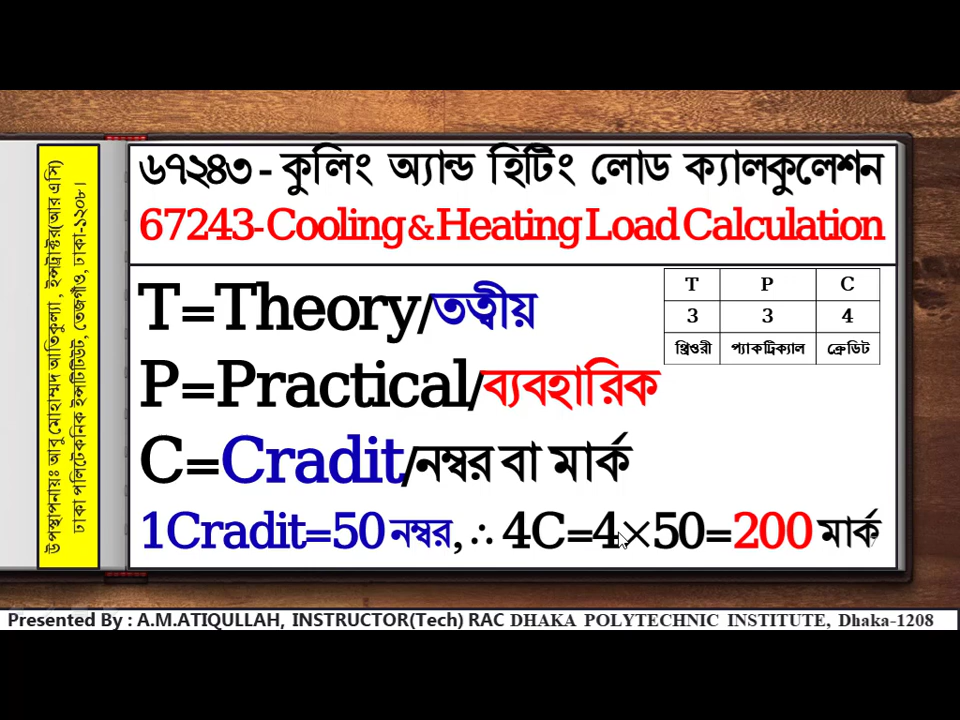 ৬৭২৪৩ - কুলিং অ্যান্ড হিটিং লোড ক্যালকুলেশন
67243-Cooling & Heating Load Calculation
T=Theory/তত্বীয়
P=Practical/ব্যবহারিক
C=Cradit/নম্বর বা মার্ক
1Cradit=50 নম্বর, ∴ 4C=4×50=200 মার্ক
T P C
3 3 4
থ্রিওরী প্যাকট্রিক্যাল ক্রেডিট
উপস্থাপনায়ঃ আবু মোহাম্মদ আতিকুল্যা , ইন্সট্রাক্টর(আর এসি)
ঢাকা পলিটেকনিক ইন্সটিটিউট, তেজগাঁও, ঢাকা-১২০৮।
Presented By : A.M.ATIQULLAH, INSTRUCTOR(Tech) RAC DHAKA POLYTECHNIC INSTITUTE, Dhaka-1208